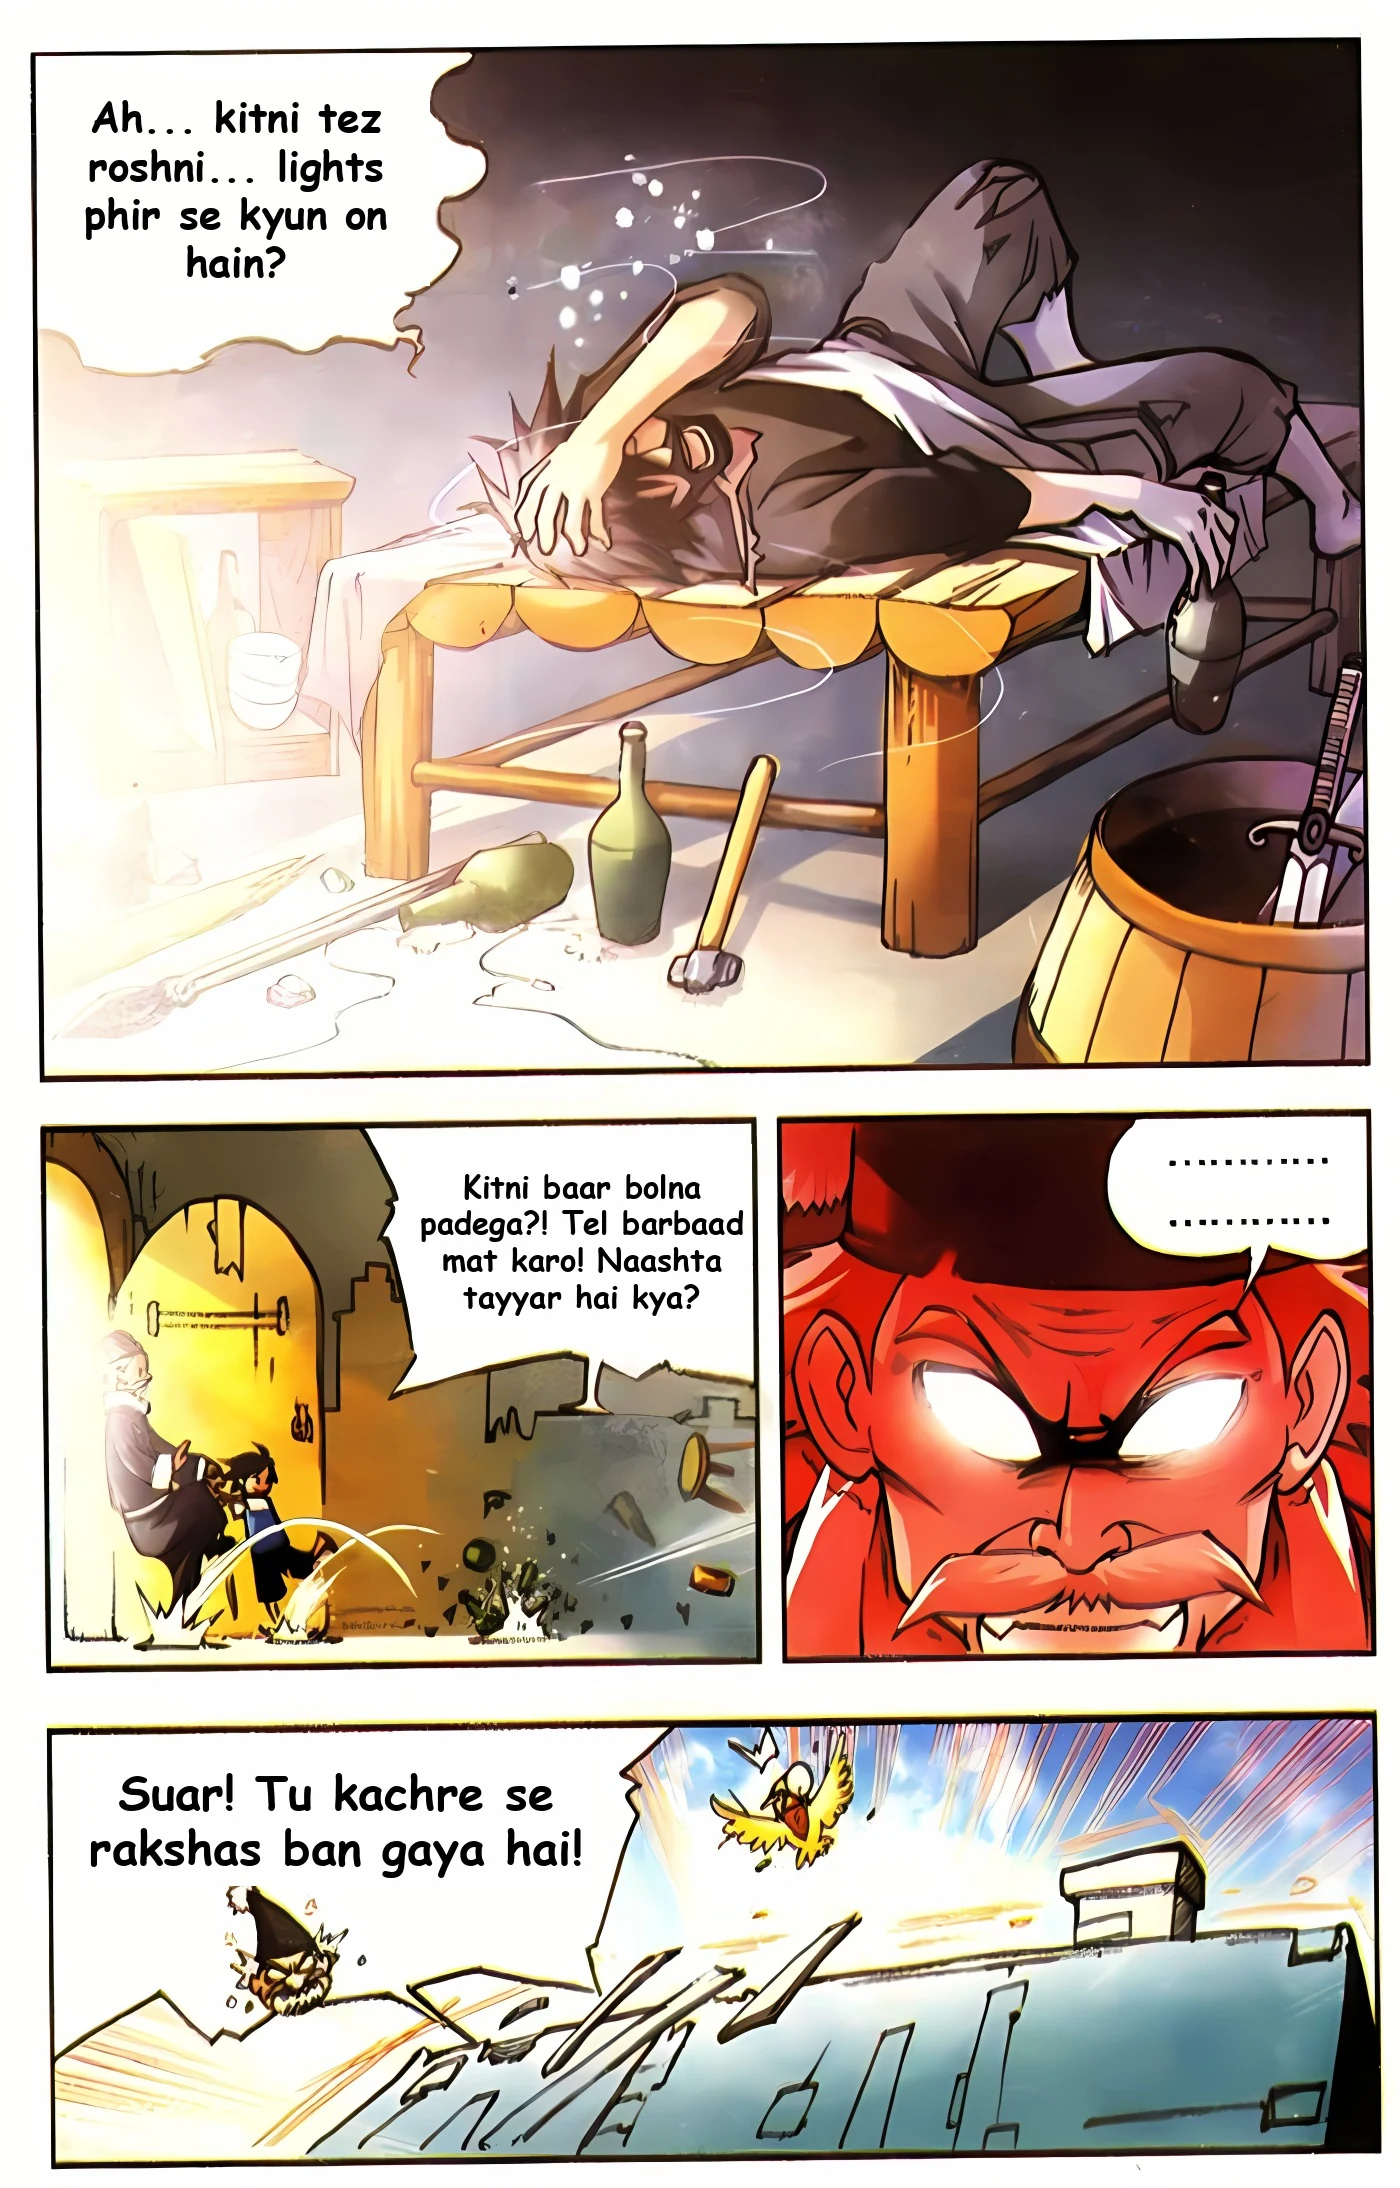 Ah... kitni tez
roshni... lights
phir se kyun on
hain?
Kitni baar bolna
padega?! Tel barbaad
mat karo! Naashta
tayyar hai kya?
.............
.............
Suar! Tu kachre se
rakshas ban gaya hai!